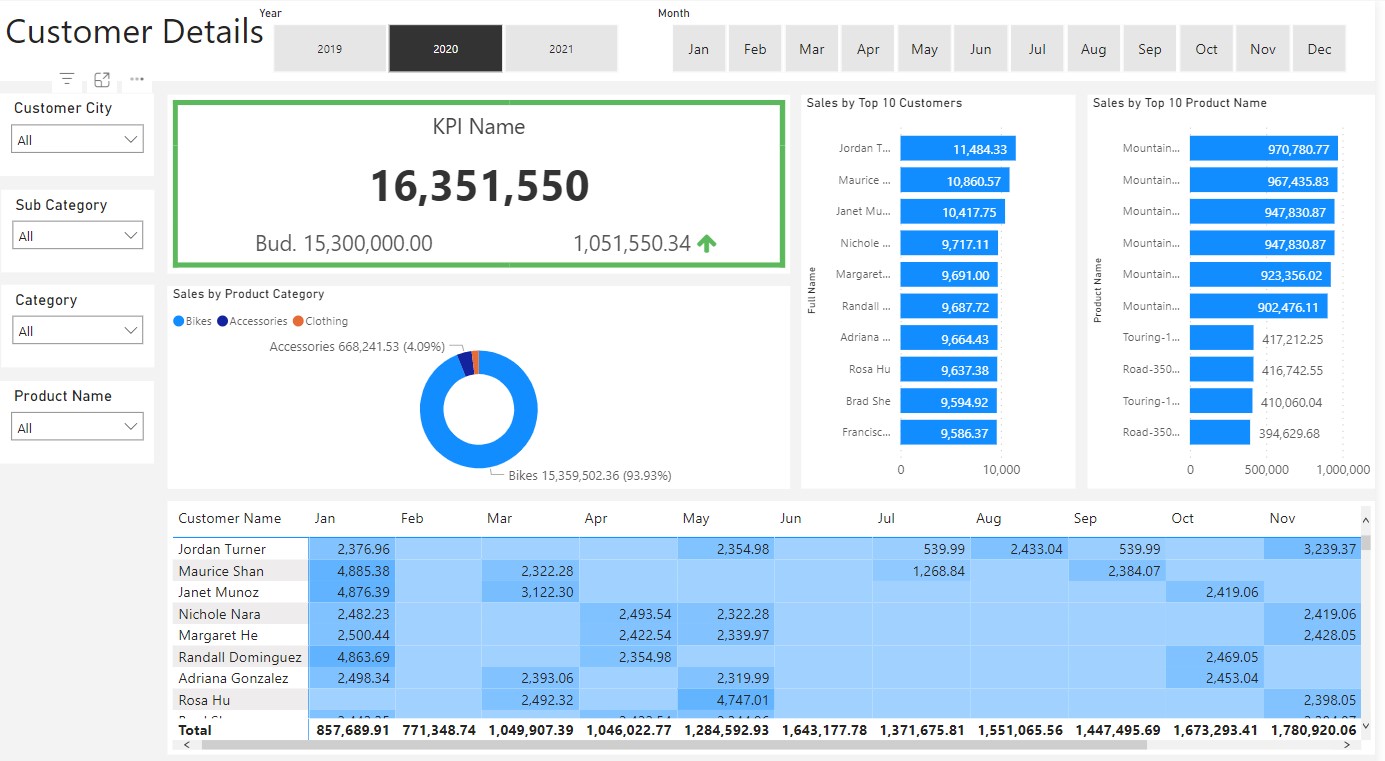 Customer Details
Year
2019 2020 2021
Month
Jan Feb Mar Apr May Jun Jul Aug Sep Oct Nov Dec
Customer City
All
Sub Category
All
Category
All
Product Name
All
KPI Name
16,351,550
Bud. 15,300,000.00 1,051,550.34
Sales by Product Category
Bikes Accessories Clothing
Accessories 668,241.53 (4.09%)
Bikes 15,359,502.36 (93.93%)
Sales by Top 10 Customers
Full Name
Jordan T... 11,484.33
Maurice ... 10,860.57
Janet Mu... 10,417.75
Nichole ... 9,717.11
Margaret... 9,691.00
Randall ... 9,687.72
Adriana ... 9,664.43
Rosa Hu 9,637.38
Brad She 9,594.92
Francisc... 9,586.37
0 10,000
Sales by Top 10 Product Name
Product Name
Mountain... 970,780.77
Mountain... 967,435.83
Mountain... 947,830.87
Mountain... 947,830.87
Mountain... 923,356.02
Mountain... 902,476.11
Touring-1... 417,212.25
Road-350... 416,742.55
Touring-1... 410,060.04
Road-350... 394,629.68
0 500,000 1,000,000
Customer Name Jan Feb Mar Apr May Jun Jul Aug Sep Oct Nov
Jordan Turner 2,376.96 2,354.98 539.99 2,433.04 539.99 3,239.37
Maurice Shan 4,885.38 2,322.28 1,268.84 2,384.07
Janet Munoz 4,876.39 3,122.30 2,419.06
Nichole Nara 2,482.23 2,493.54 2,322.28 2,419.06
Margaret He 2,500.44 2,422.54 2,339.97 2,428.05
Randall Dominguez 4,863.69 2,354.98 2,469.05
Adriana Gonzalez 2,498.34 2,393.06 2,319.99 2,453.04
Rosa Hu 2,492.32 4,747.01 2,398.05
Total 857,689.91 771,348.74 1,049,907.39 1,046,022.77 1,284,592.93 1,643,177.78 1,371,675.81 1,551,065.56 1,447,495.69 1,673,293.41 1,780,920.06